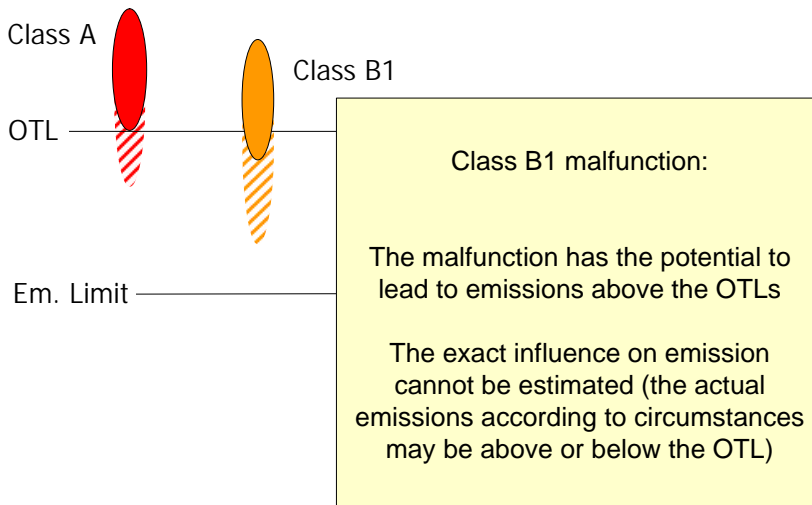 Class A
Class B1
OTL
Em. Limit
Class B1 malfunction:
The malfunction has the potential to
lead to emissions above the OTLs
The exact influence on emission
cannot be estimated (the actual
emissions according to circumstances
may be above or below the OTL)